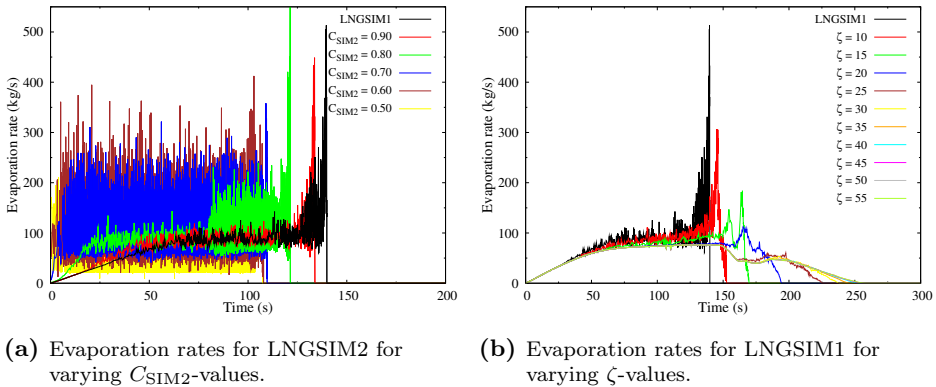 500
400
300
200
100
0
0
50
100
150
200
Evaporation rate (kg/s)
Time (s)
LNGSIM1
C_SIM2 = 0.90
C_SIM2 = 0.80
C_SIM2 = 0.70
C_SIM2 = 0.60
C_SIM2 = 0.50
500
400
300
200
100
0
0
50
100
150
200
250
300
Evaporation rate (kg/s)
Time (s)
LNGSIM1
ζ = 10
ζ = 15
ζ = 20
ζ = 25
ζ = 30
ζ = 35
ζ = 40
ζ = 45
ζ = 50
ζ = 55
(a) Evaporation rates for LNGSIM2 for
varying C_SIM2-values.
(b) Evaporation rates for LNGSIM1 for
varying ζ-values.